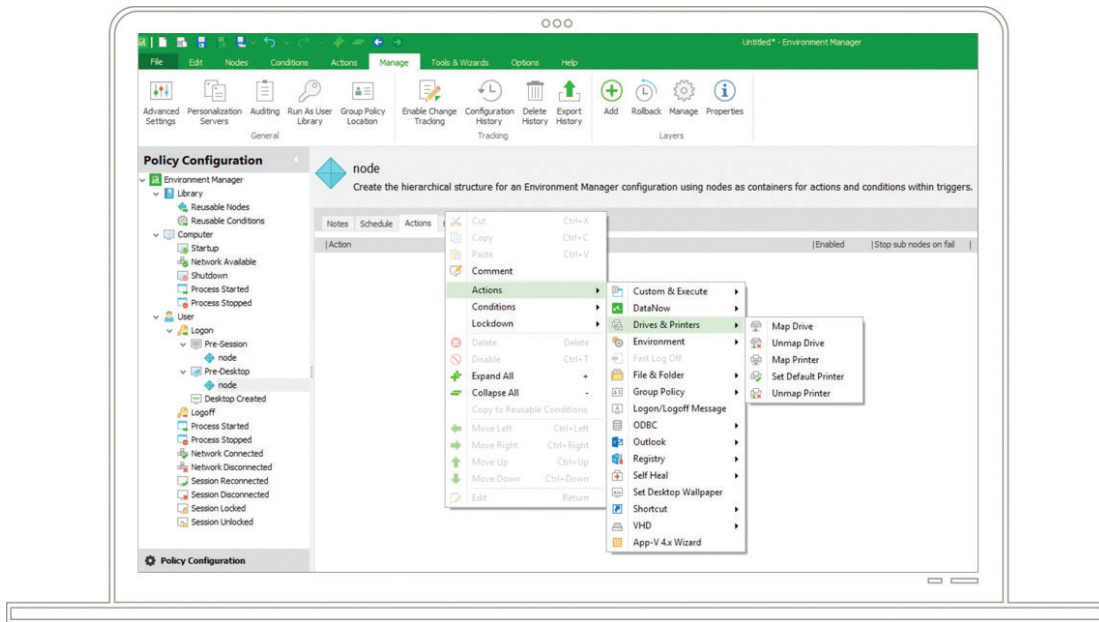 Untitled* - Environment Manager
File Edit Nodes Conditions Actions Manage Tools & Wizards Options Help
Advanced Settings
Personalization Servers
Auditing
Run As User Library
Group Policy Location
General
Enable Change Tracking
Configuration History
Delete History
Export History
Tracking
Add
Rollback
Manage
Properties
Layers
Policy Configuration
Environment Manager
Library
Reusable Nodes
Reusable Conditions
Computer
Startup
Network Available
Shutdown
Process Started
Process Stopped
User
Logon
Pre-Session
node
Pre-Desktop
node
Desktop Created
Logoff
Process Started
Process Stopped
Network Connected
Network Disconnected
Session Reconnected
Session Disconnected
Session Locked
Session Unlocked
Policy Configuration
node
Create the hierarchical structure for an Environment Manager configuration using nodes as containers for actions and conditions within triggers.
Notes Schedule Actions
Action Enabled Stop sub nodes on fail
Cut Ctrl+X
Copy Ctrl+C
Paste Ctrl+V
Comment
Actions
Conditions
Lockdown
Delete Delete
Disable Ctrl+T
Expand All +
Collapse All -
Copy to Reusable Conditions
Move Left Ctrl+Left
Move Right Ctrl+Right
Move Up Ctrl+Up
Move Down Ctrl+Down
Edit Return
Custom & Execute
DataNow
Drives & Printers
Environment
Fast Log Off
File & Folder
Group Policy
Logon/Logoff Message
ODBC
Outlook
Registry
Self Heal
Set Desktop Wallpaper
Shortcut
VHD
App-V 4.x Wizard
Map Drive
Unmap Drive
Map Printer
Set Default Printer
Unmap Printer